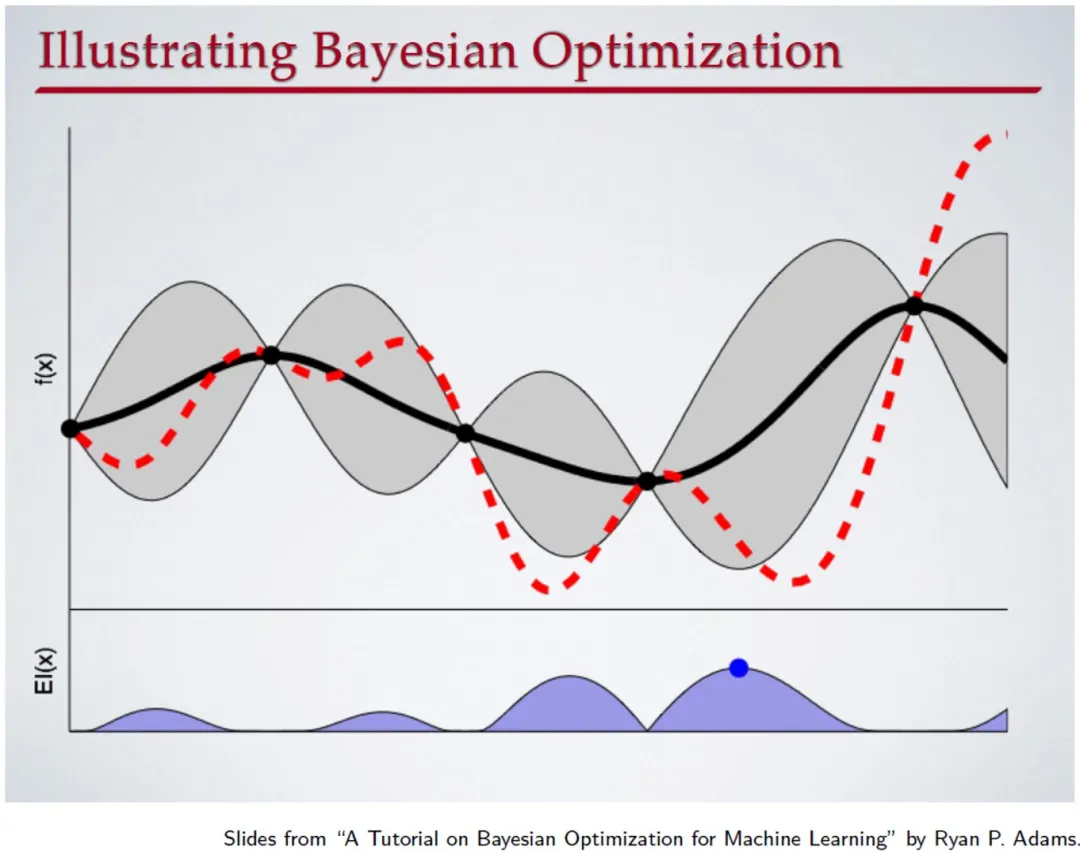 Illustrating Bayesian Optimization
f(x)
EI(x)
Slides from “A Tutorial on Bayesian Optimization for Machine Learning” by Ryan P. Adams.